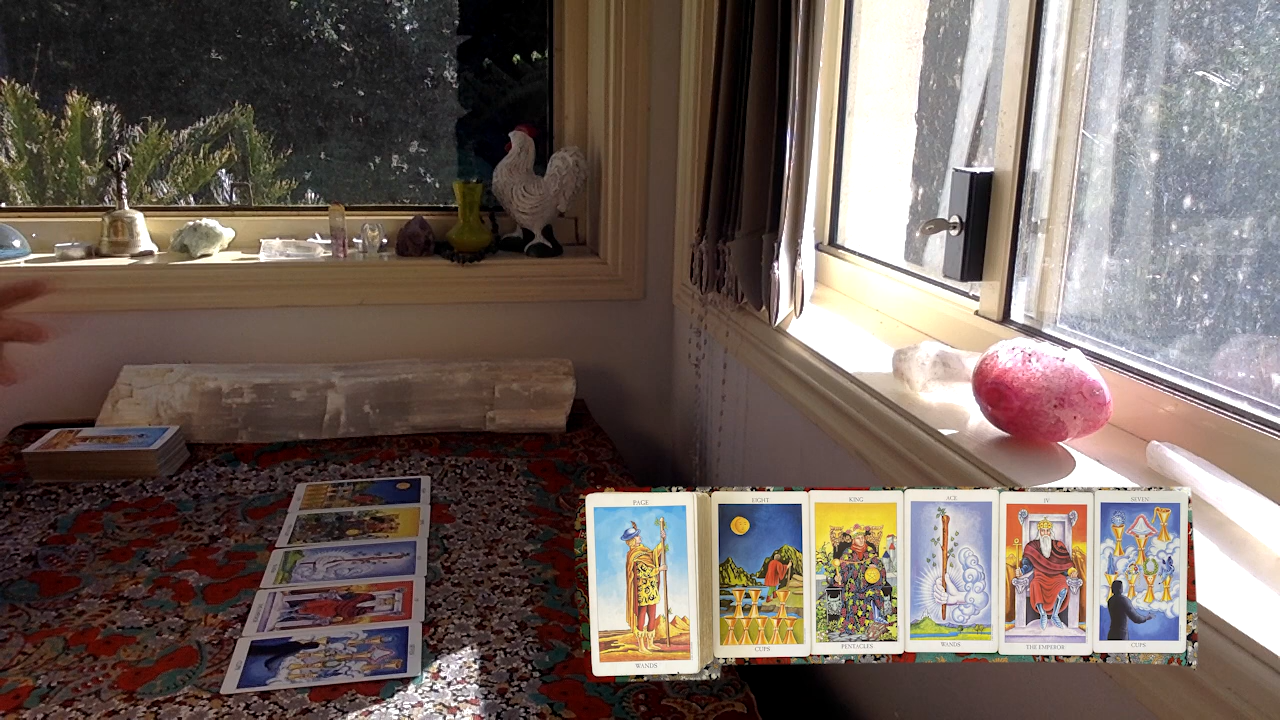 PAGE
WANDS
EIGHT
CUPS
KING
PENTACLES
ACE
WANDS
IV
THE EMPEROR
SEVEN
CUPS